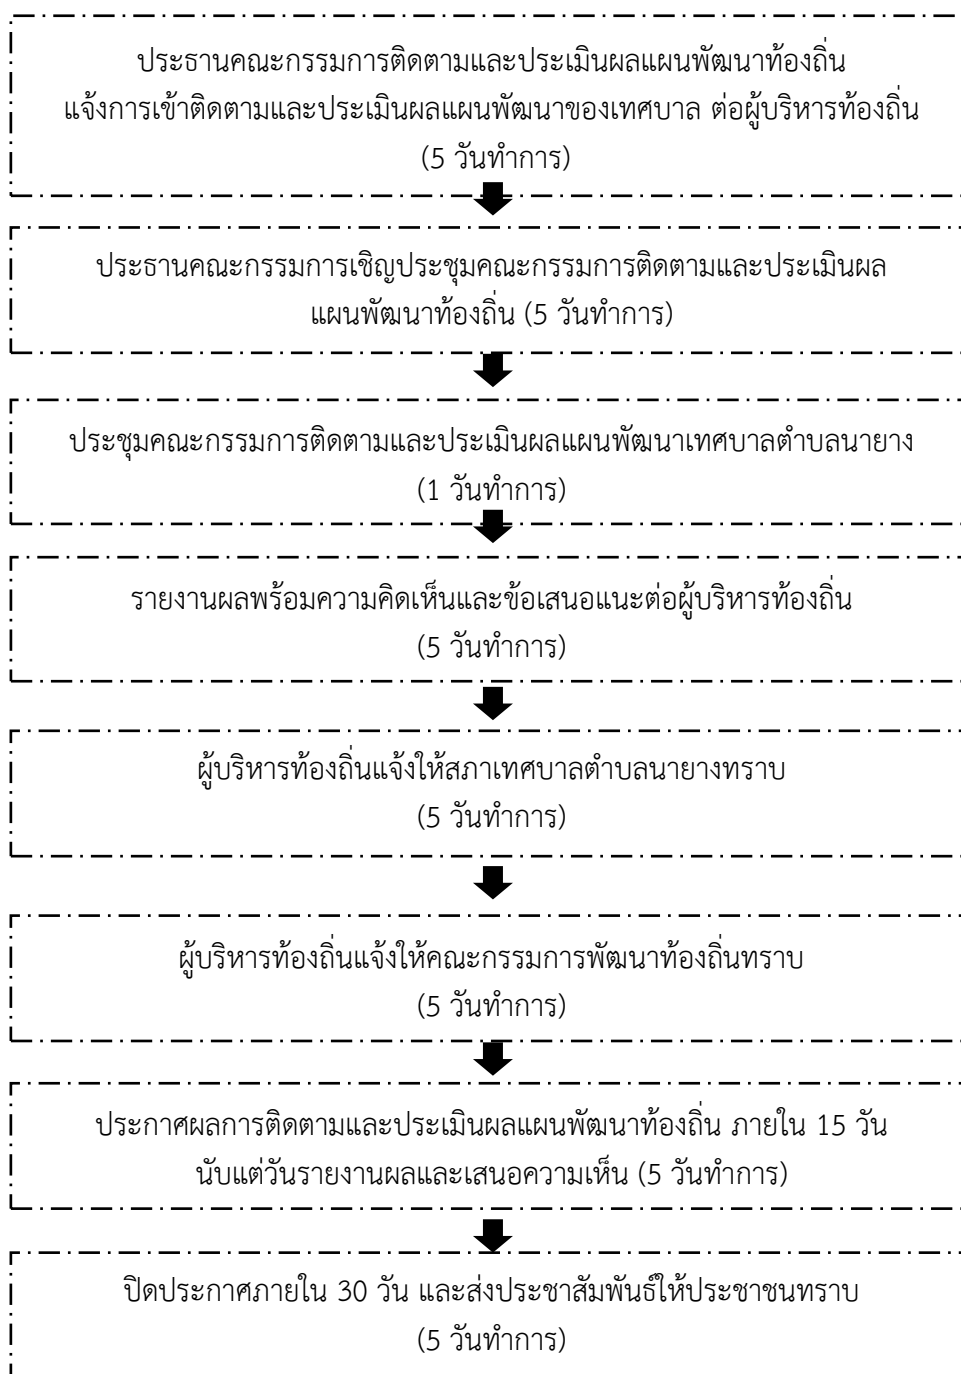 ประธานคณะกรรมการติดตามและประเมินผลแผนพัฒนาท้องถิ่น
แจ้งการเข้าติดตามและประเมินผลแผนพัฒนาของเทศบาล ต่อผู้บริหารท้องถิ่น
(5 วันทำการ)
ประธานคณะกรรมการเชิญประชุมคณะกรรมการติดตามและประเมินผล
แผนพัฒนาท้องถิ่น (5 วันทำการ)
ประชุมคณะกรรมการติดตามและประเมินผลแผนพัฒนาเทศบาลตำบลนายาง
(1 วันทำการ)
รายงานผลพร้อมความคิดเห็นและข้อเสนอแนะต่อผู้บริหารท้องถิ่น
(5 วันทำการ)
ผู้บริหารท้องถิ่นแจ้งให้สภาเทศบาลตำบลนายางทราบ
(5 วันทำการ)
ผู้บริหารท้องถิ่นแจ้งให้คณะกรรมการพัฒนาท้องถิ่นทราบ
(5 วันทำการ)
ประกาศผลการติดตามและประเมินผลแผนพัฒนาท้องถิ่น ภายใน 15 วัน
นับแต่วันรายงานผลและเสนอความเห็น (5 วันทำการ)
ปิดประกาศภายใน 30 วัน และส่งประชาสัมพันธ์ให้ประชาชนทราบ
(5 วันทำการ)